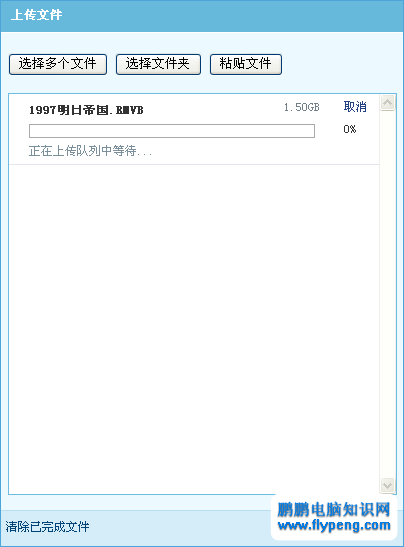 上传文件
选择多个文件 选择文件夹 粘贴文件
1997明日帝国.RMVB 1.50GB 取消
0%
正在上传队列中等待...
清除已完成文件
鹏鹏电脑知识网
www.flypeng.com